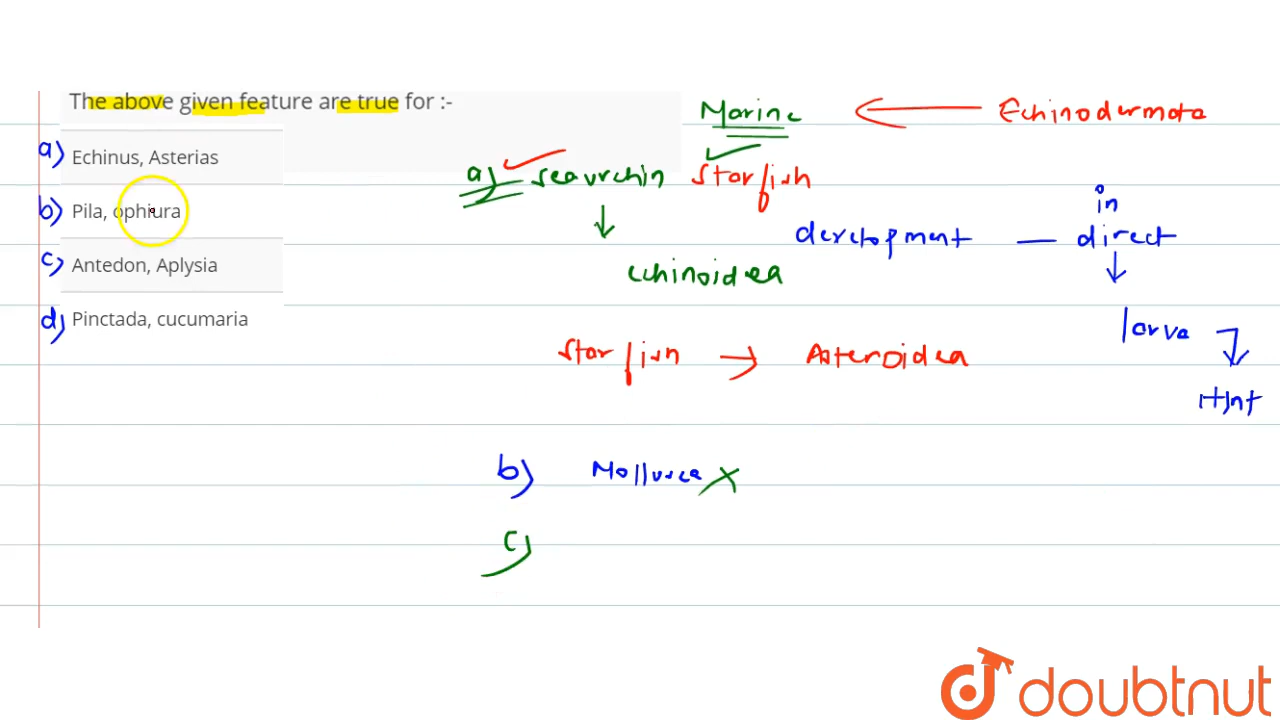 The above given feature are true for :-
a) Echinus, Asterias
b) Pila, ophiura
c) Antedon, Aplysia
d) Pinctada, cucumaria
Marine ← Echinodermata
a) seaurchin starfish
↓
Echinoidea
in
development — direct
↓
larva
starfish → Asteroidea
b) Mollusca X
c)
doubtnut